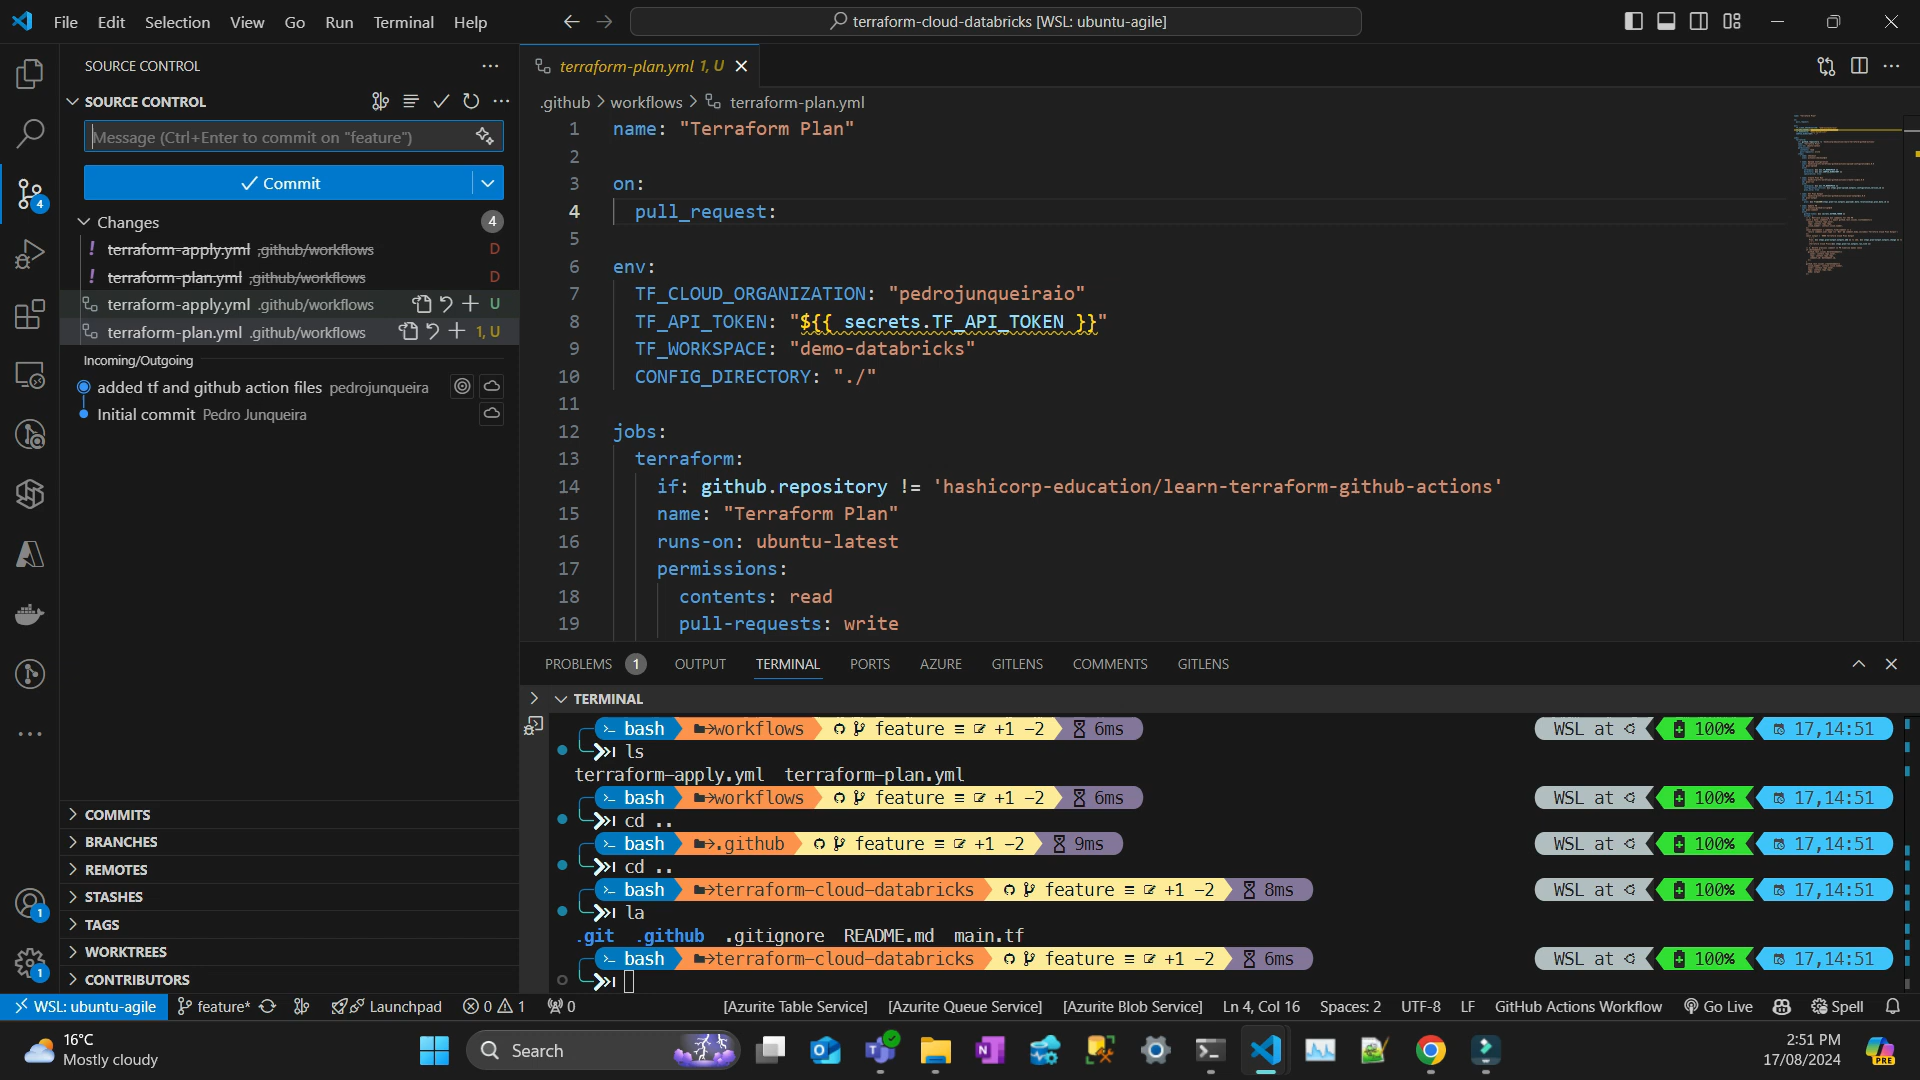 File Edit Selection View Go Run Terminal Help
terraform-cloud-databricks [WSL: ubuntu-agile]
SOURCE CONTROL
SOURCE CONTROL
Message (Ctrl+Enter to commit on "feature")
Commit
Changes 4
terraform-apply.yml .github/workflows D
terraform-plan.yml .github/workflows D
terraform-apply.yml .github/workflows U
terraform-plan.yml .github/workflows 1, U
Incoming/Outgoing
added tf and github action files pedrojunqueira
Initial commit Pedro Junqueira
COMMITS
BRANCHES
REMOTES
STASHES
TAGS
WORKTREES
CONTRIBUTORS
4
1
1
terraform-plan.yml 1, U
.github > workflows > terraform-plan.yml
1 name: "Terraform Plan"
2
3 on:
4 pull_request:
5
6 env:
7 TF_CLOUD_ORGANIZATION: "pedrojunqueiraio"
8 TF_API_TOKEN: "${{ secrets.TF_API_TOKEN }}"
9 TF_WORKSPACE: "demo-databricks"
10 CONFIG_DIRECTORY: "./"
11
12 jobs:
13 terraform:
14 if: github.repository != 'hashicorp-education/learn-terraform-github-actions'
15 name: "Terraform Plan"
16 runs-on: ubuntu-latest
17 permissions:
18 contents: read
19 pull-requests: write
PROBLEMS 1 OUTPUT TERMINAL PORTS AZURE GITLENS COMMENTS GITLENS
TERMINAL
bash workflows feature ≡ +1 -2 6ms WSL at 100% 17,14:51
ls
terraform-apply.yml terraform-plan.yml
bash workflows feature ≡ +1 -2 6ms WSL at 100% 17,14:51
cd ..
bash .github feature ≡ +1 -2 9ms WSL at 100% 17,14:51
cd ..
bash terraform-cloud-databricks feature ≡ +1 -2 8ms WSL at 100% 17,14:51
la
.git .github .gitignore README.md main.tf
bash terraform-cloud-databricks feature ≡ +1 -2 6ms WSL at 100% 17,14:51
WSL: ubuntu-agile feature* Launchpad 0 1 0 [Azurite Table Service] [Azurite Queue Service] [Azurite Blob Service] Ln 4, Col 16 Spaces: 2 UTF-8 LF GitHub Actions Workflow Go Live Spell
16°C
Mostly cloudy
Search
2:51 PM
17/08/2024
PRE